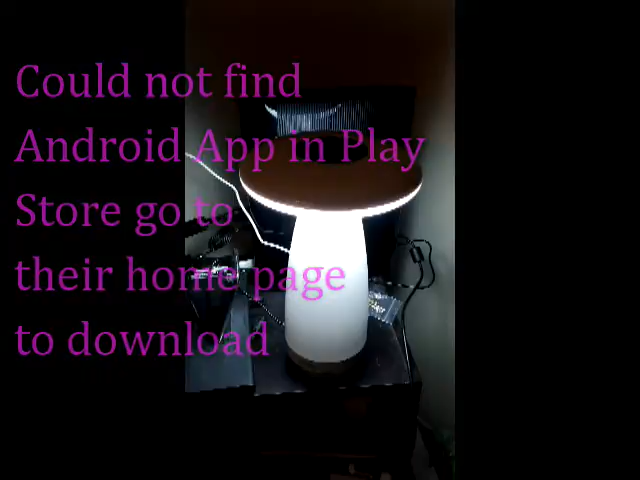 Could not find
Android App in Play
Store go to
their home page
to download